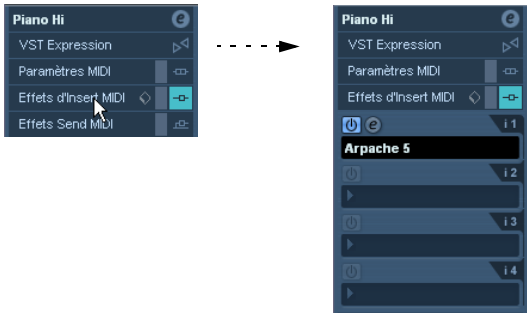 Piano Hi
VST Expression
Paramètres MIDI
Effets d'Insert MIDI
Effets Send MIDI
Piano Hi
VST Expression
Paramètres MIDI
Effets d'Insert MIDI
i 1
Arpache 5
i 2
i 3
i 4